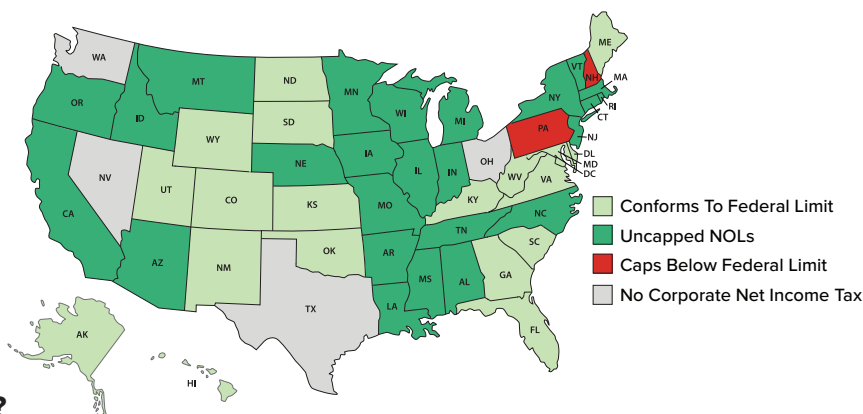 ME
WA
VT
NH
MA
MT
ND
MN
OR
ID
WI
NY
RI
CT
SD
MI
WY
PA
NJ
IA
NE
OH
DL
MD
DC
NV
IL
IN
WV
UT
CO
VA
KS
MO
KY
CA
NC
TN
OK
AR
SC
AZ
NM
MS
AL
GA
TX
LA
FL
AK
HI
Conforms To Federal Limit
Uncapped NOLs
Caps Below Federal Limit
No Corporate Net Income Tax
?